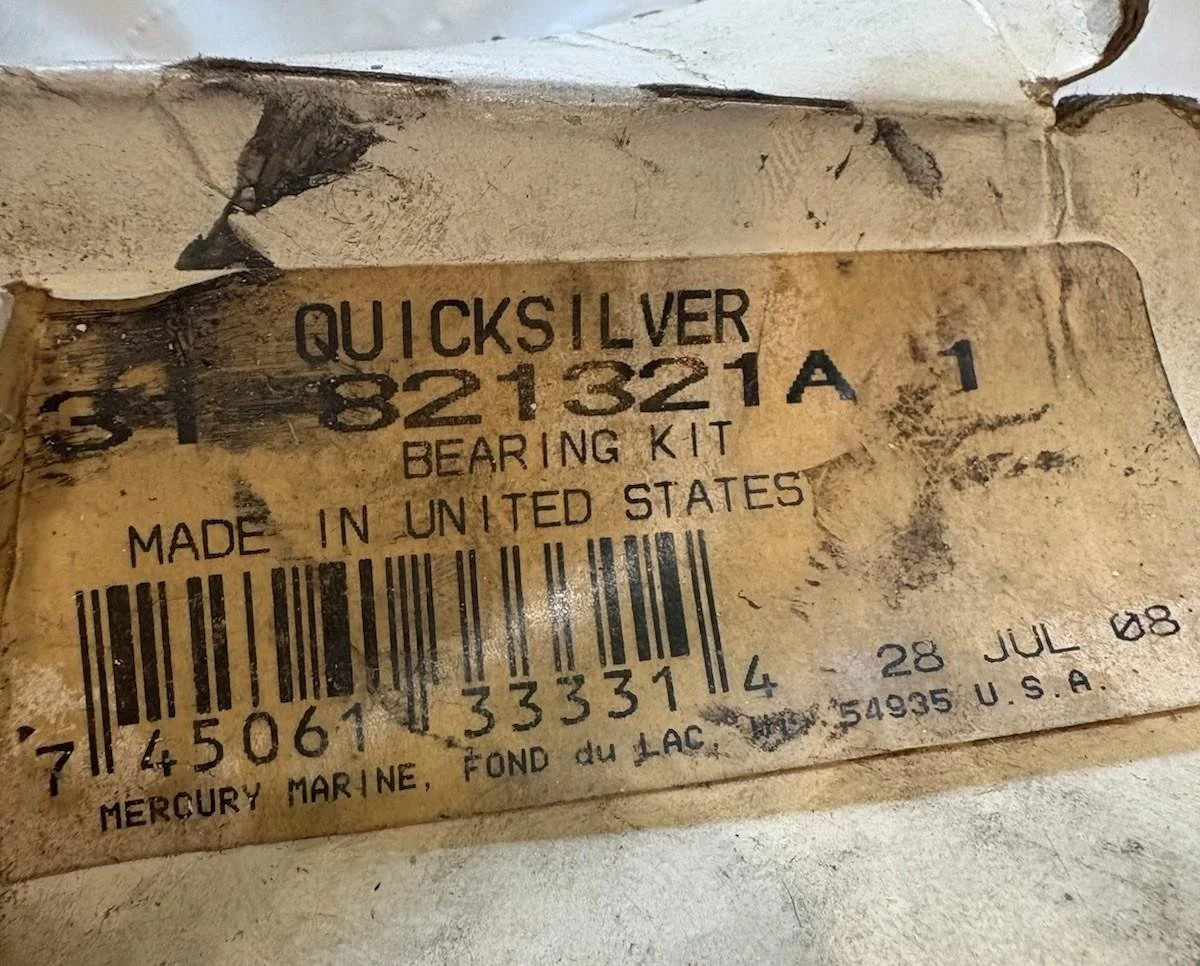 QUICKSILVER
31 821321A 1
BEARING KIT
MADE IN UNITED STATES
7 45061 33331 4
28 JUL 08
MERCURY MARINE, FOND du LAC, WI. 54935 U.S.A.